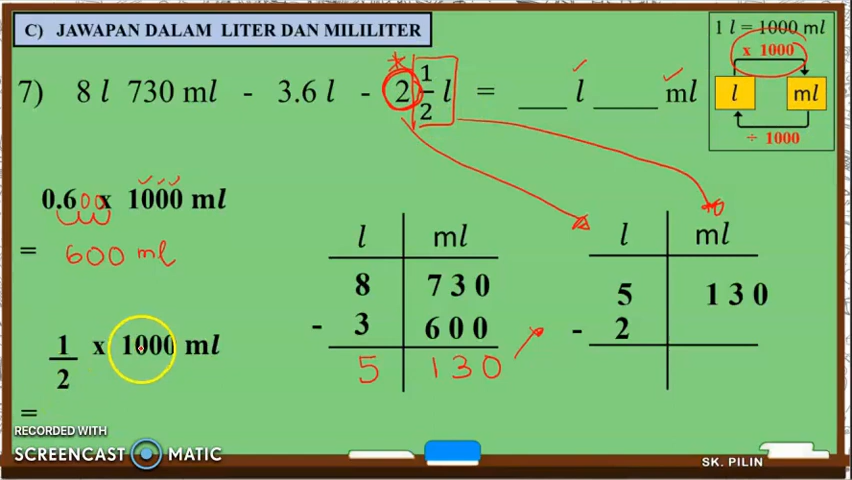 C) JAWAPAN DALAM LITER DAN MILILITER
1 l = 1000 ml
x 1000
l ml
÷ 1000
7) 8 l 730 ml - 3.6 l - 2 1/2 l = ___ l ____ ml
0.600 x 1000 ml
= 600 ml
1/2 x 1000 ml
=
l ml
8 730
- 3 600
5 130
l ml
5 130
- 2
RECORDED WITH
SCREENCAST MATIC
SK. PILIN